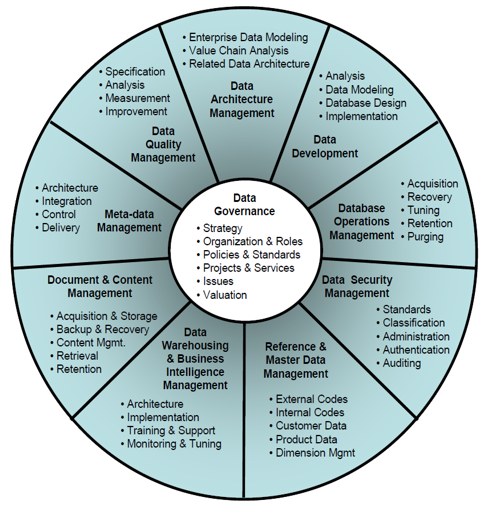 • Enterprise Data Modeling
• Value Chain Analysis
• Related Data Architecture
Data
Architecture
Management
• Analysis
• Data Modeling
• Database Design
• Implementation
Data
Development
• Acquisition
• Recovery
• Tuning
• Retention
• Purging
Database
Operations
Management
Data Security
Management
• Standards
• Classification
• Administration
• Authentication
• Auditing
Reference &
Master Data
Management
• External Codes
• Internal Codes
• Customer Data
• Product Data
• Dimension Mgmt
Data
Warehousing
& Business
Intelligence
Management
• Architecture
• Implementation
• Training & Support
• Monitoring & Tuning
Document & Content
Management
• Acquisition & Storage
• Backup & Recovery
• Content Mgmt.
• Retrieval
• Retention
• Architecture
• Integration
• Control
• Delivery
Meta-data
Management
• Specification
• Analysis
• Measurement
• Improvement
Data
Quality
Management
Data
Governance
• Strategy
• Organization & Roles
• Policies & Standards
• Projects & Services
• Issues
• Valuation